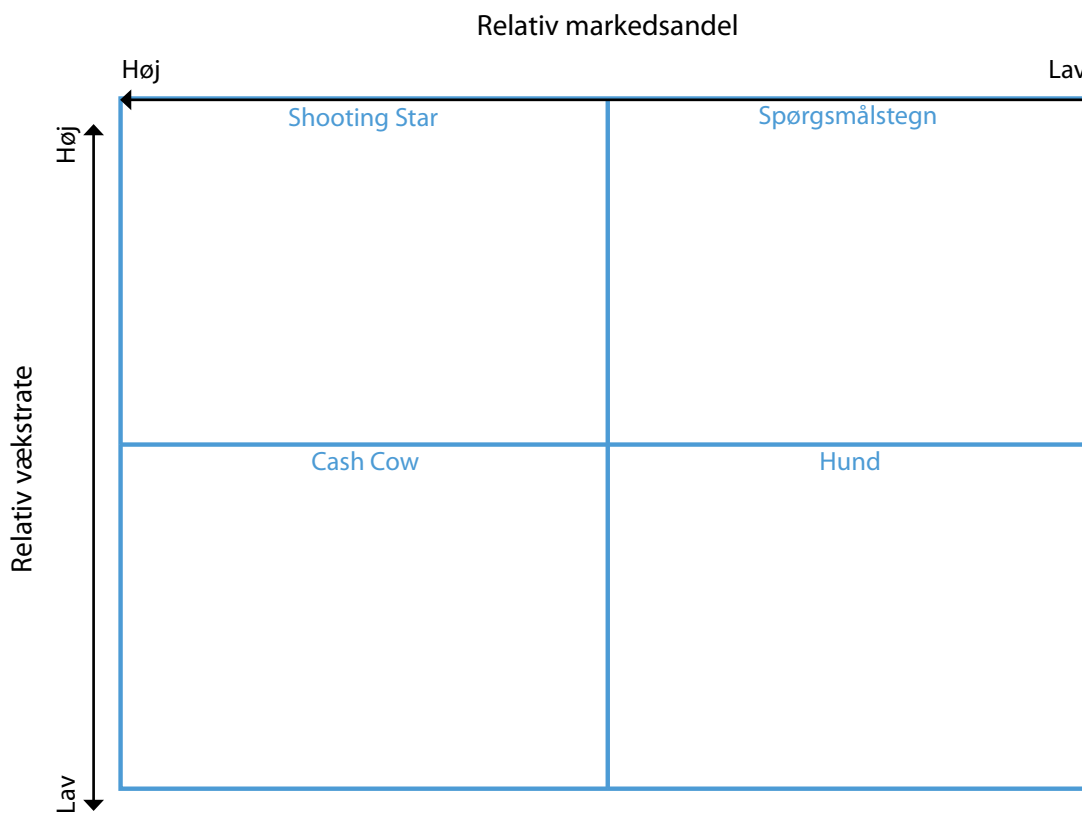 Relativ markedsandel
Høj
Lav
Shooting Star
Spørgsmålstegn
Høj
Cash Cow
Hund
Relativ vækstrate
Lav